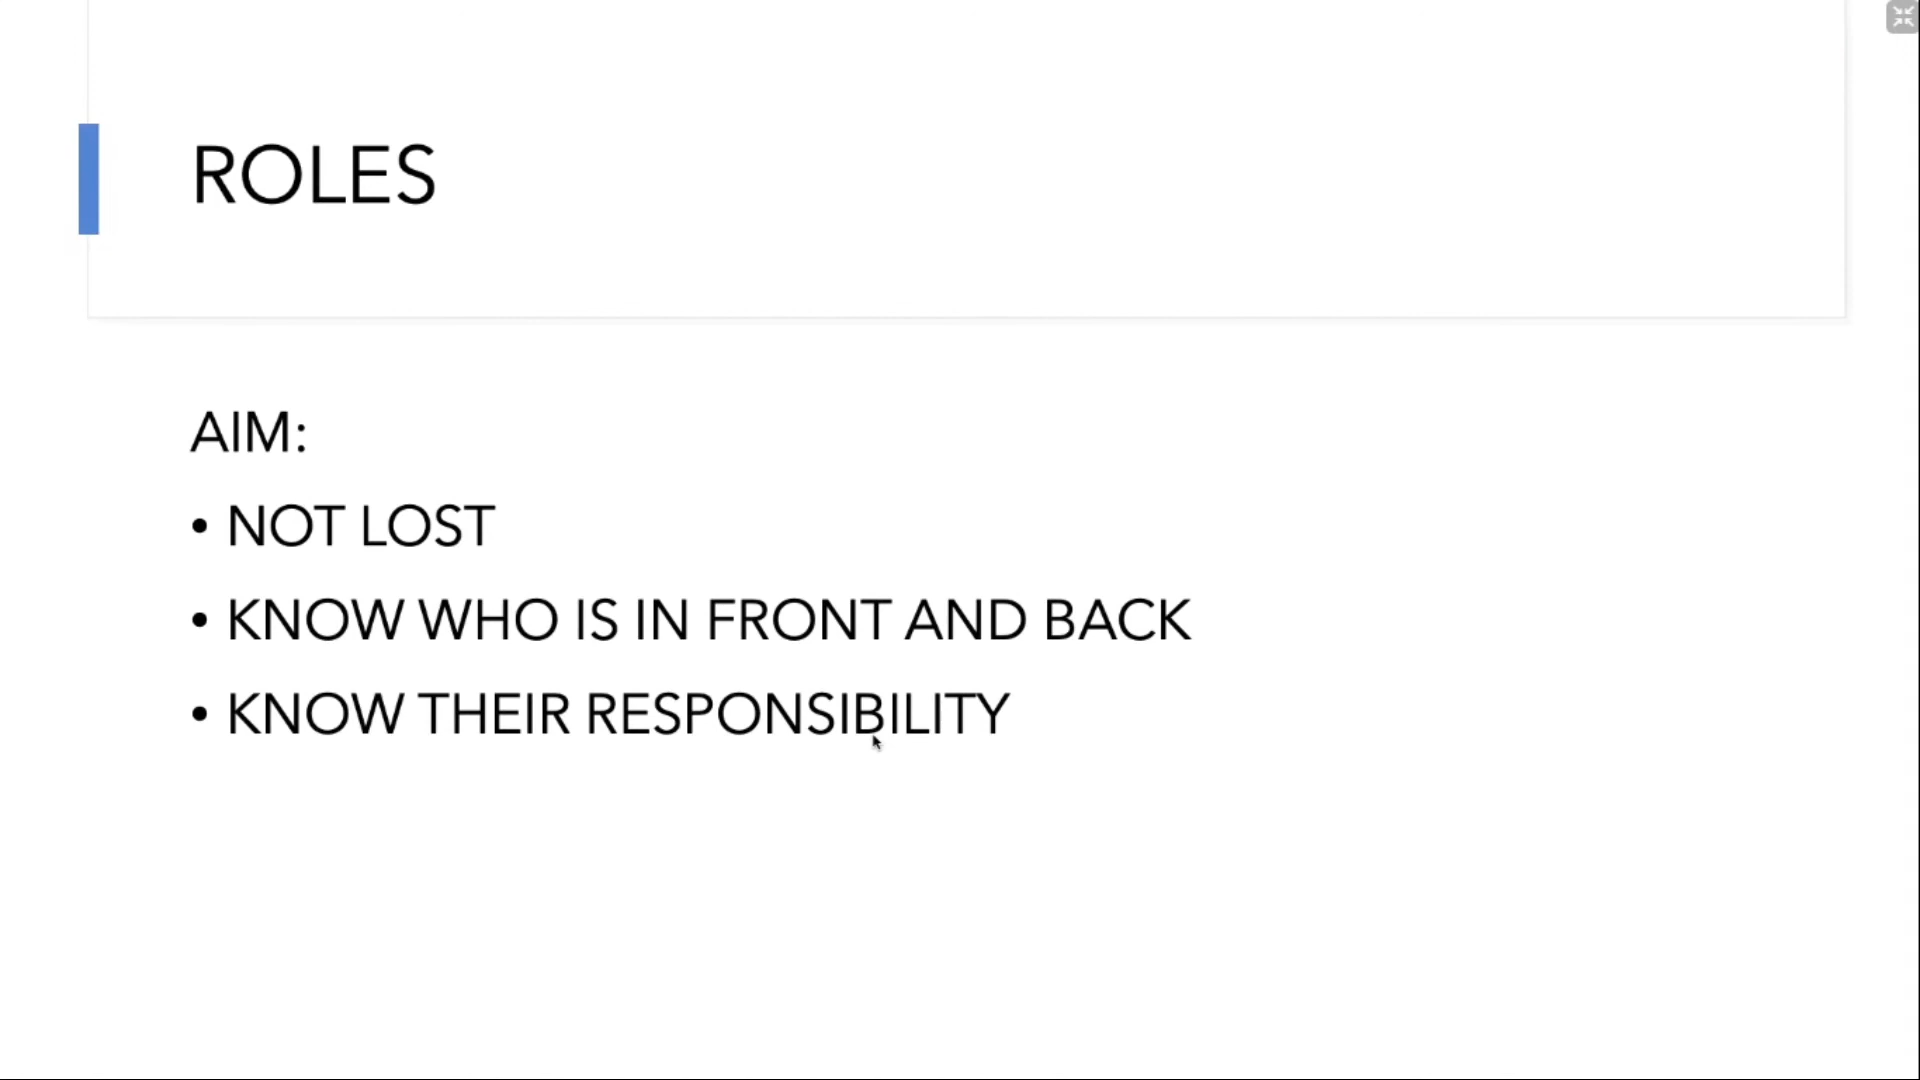 ROLES
AIM:
• NOT LOST
• KNOW WHO IS IN FRONT AND BACK
• KNOW THEIR RESPONSIBILITY